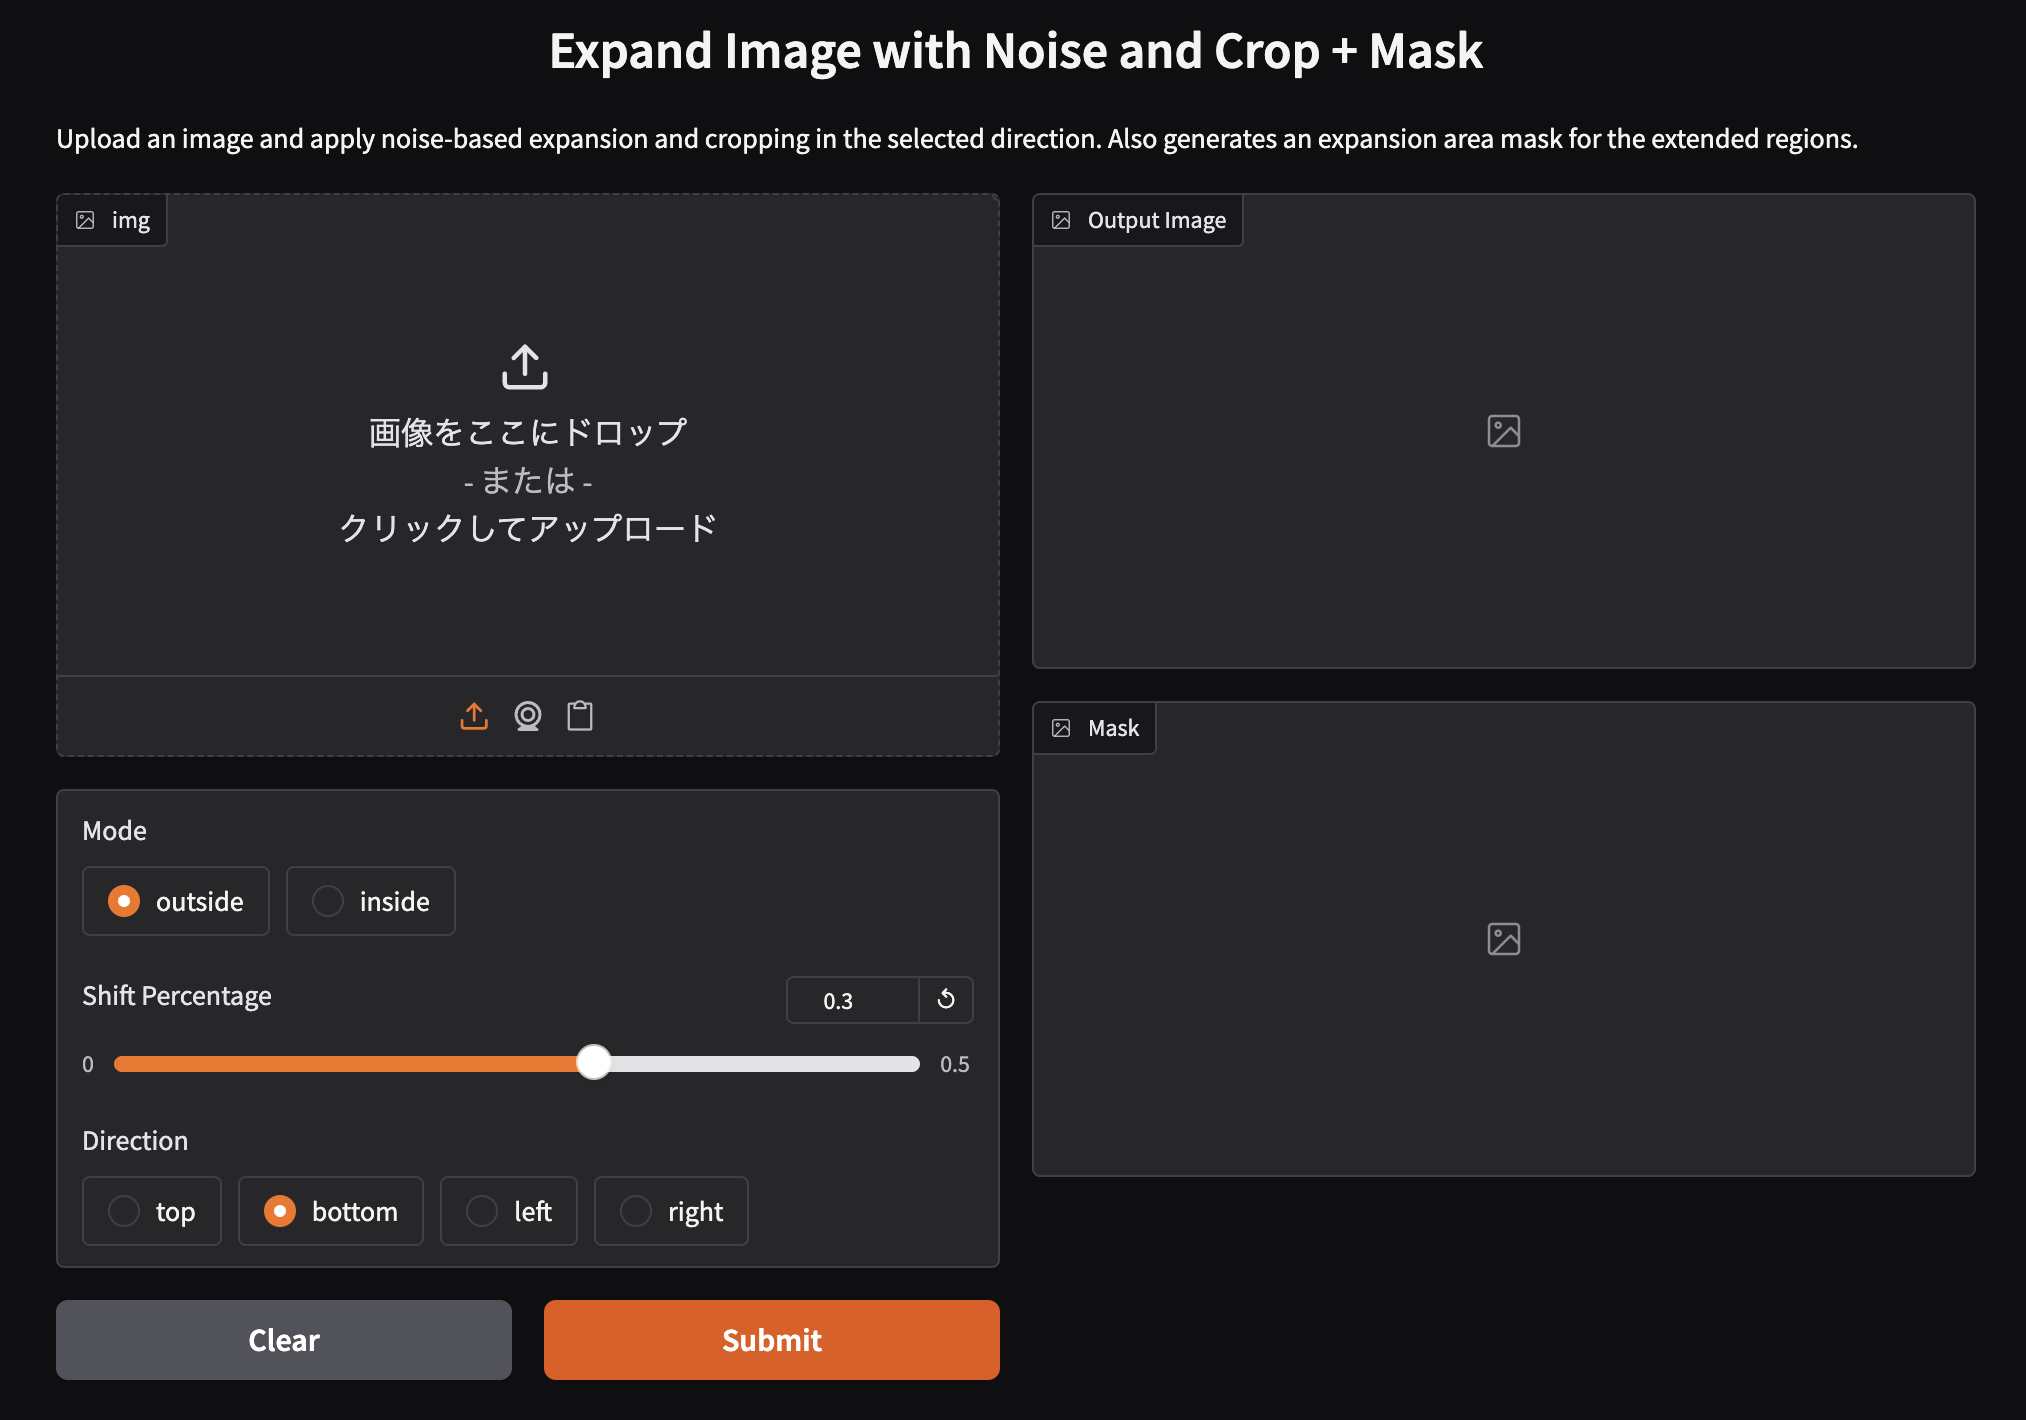 Expand Image with Noise and Crop + Mask
Upload an image and apply noise-based expansion and cropping in the selected direction. Also generates an expansion area mask for the extended regions.
img
画像をここにドロップ
- または -
クリックしてアップロード
Mode
outside
inside
Shift Percentage
0.3
0
0.5
Direction
top
bottom
left
right
Clear
Submit
Output Image
Mask